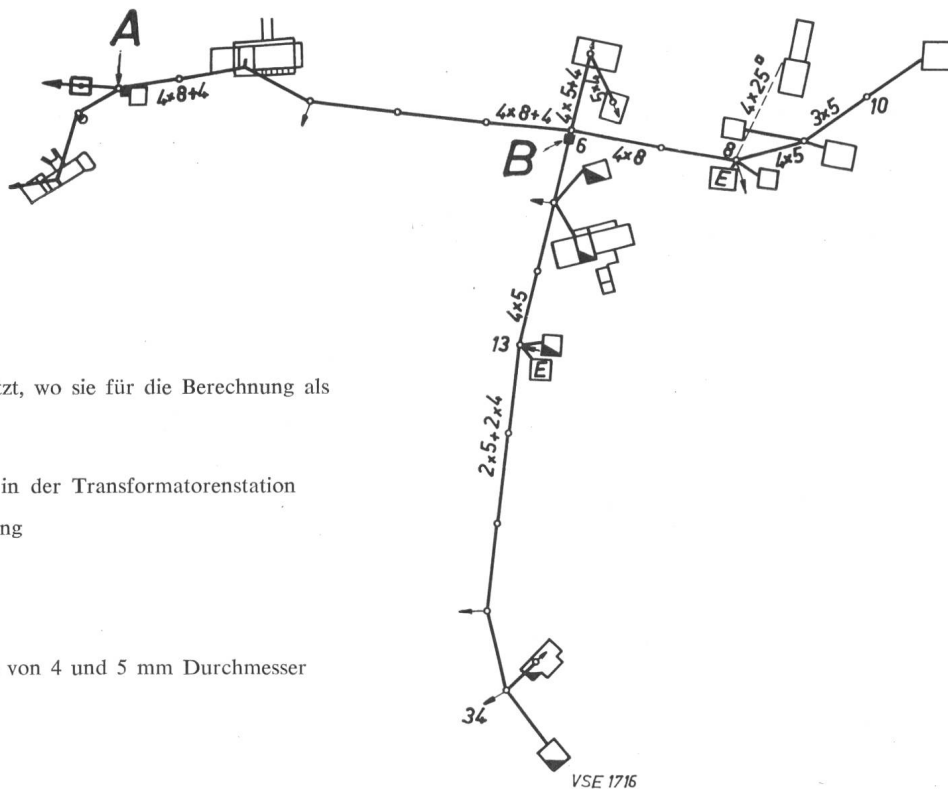 A
4×8+4
4×8+4
4×5+4
5×4
B
6
4×8
8
E
4×25□
4×5
3×5
10
4×5
13
E
2×5+2×4
34
tzt, wo sie für die Berechnung als
in der Transformatorenstation
ng
von 4 und 5 mm Durchmesser
VSE 1716